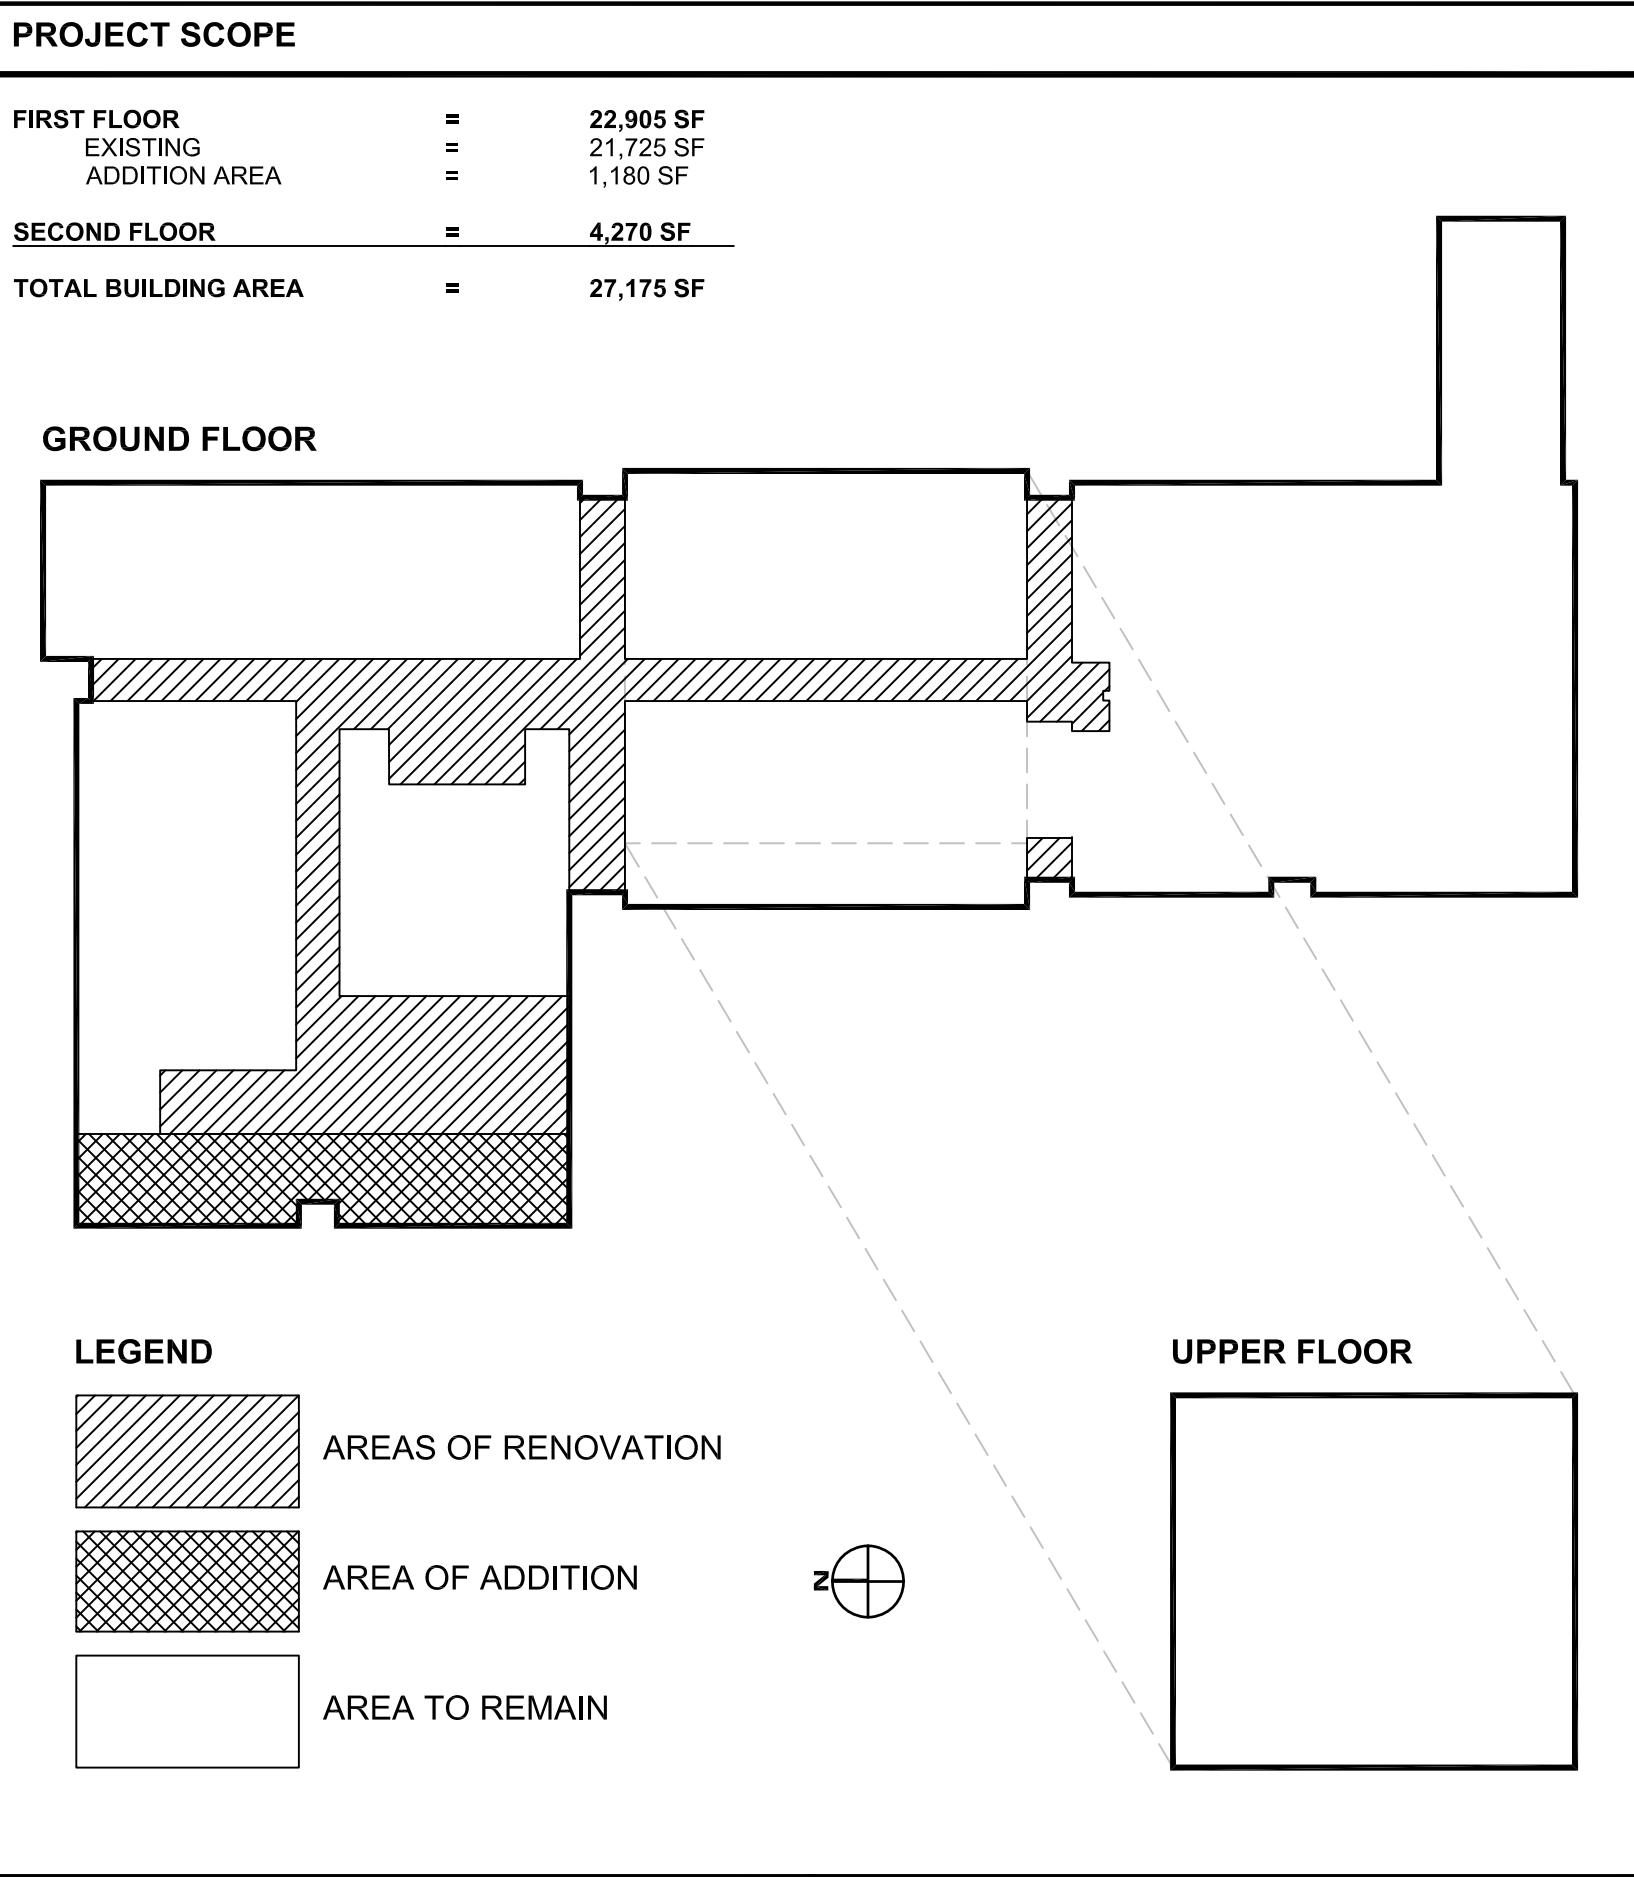 PROJECT SCOPE
FIRST FLOOR = 22,905 SF
EXISTING = 21,725 SF
ADDITION AREA = 1,180 SF
SECOND FLOOR = 4,270 SF
TOTAL BUILDING AREA = 27,175 SF
GROUND FLOOR
LEGEND
UPPER FLOOR
AREAS OF RENOVATION
AREA OF ADDITION
N
AREA TO REMAIN